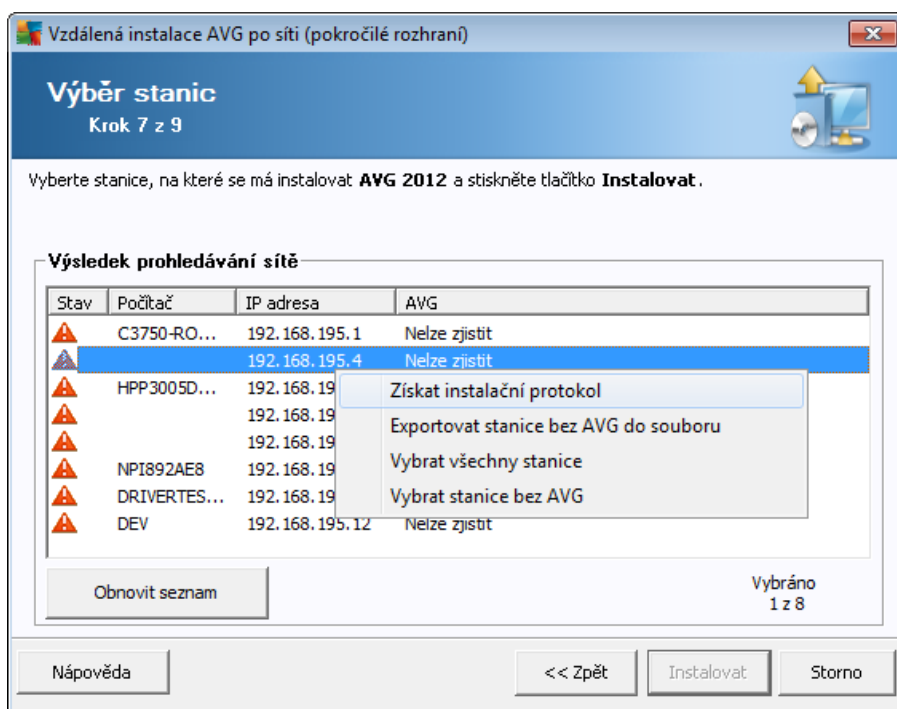 Vzdálená instalace AVG po síti (pokročilé rozhraní)
Výběr stanic
Krok 7 z 9
Vyberte stanice, na které se má instalovat AVG 2012 a stiskněte tlačítko Instalovat.
Výsledek prohledávání sítě
Stav Počítač IP adresa AVG
C3750-RO... 192.168.195.1 Nelze zjistit
192.168.195.4 Nelze zjistit
HPP3005D... 192.168.19
192.168.19
192.168.19
NPI892AE8 192.168.19
DRIVERTES... 192.168.19
DEV 192.168.195.12 Nelze zjistit
Získat instalační protokol
Exportovat stanice bez AVG do souboru
Vybrat všechny stanice
Vybrat stanice bez AVG
Obnovit seznam
Vybráno
1 z 8
Nápověda << Zpět Instalovat Storno